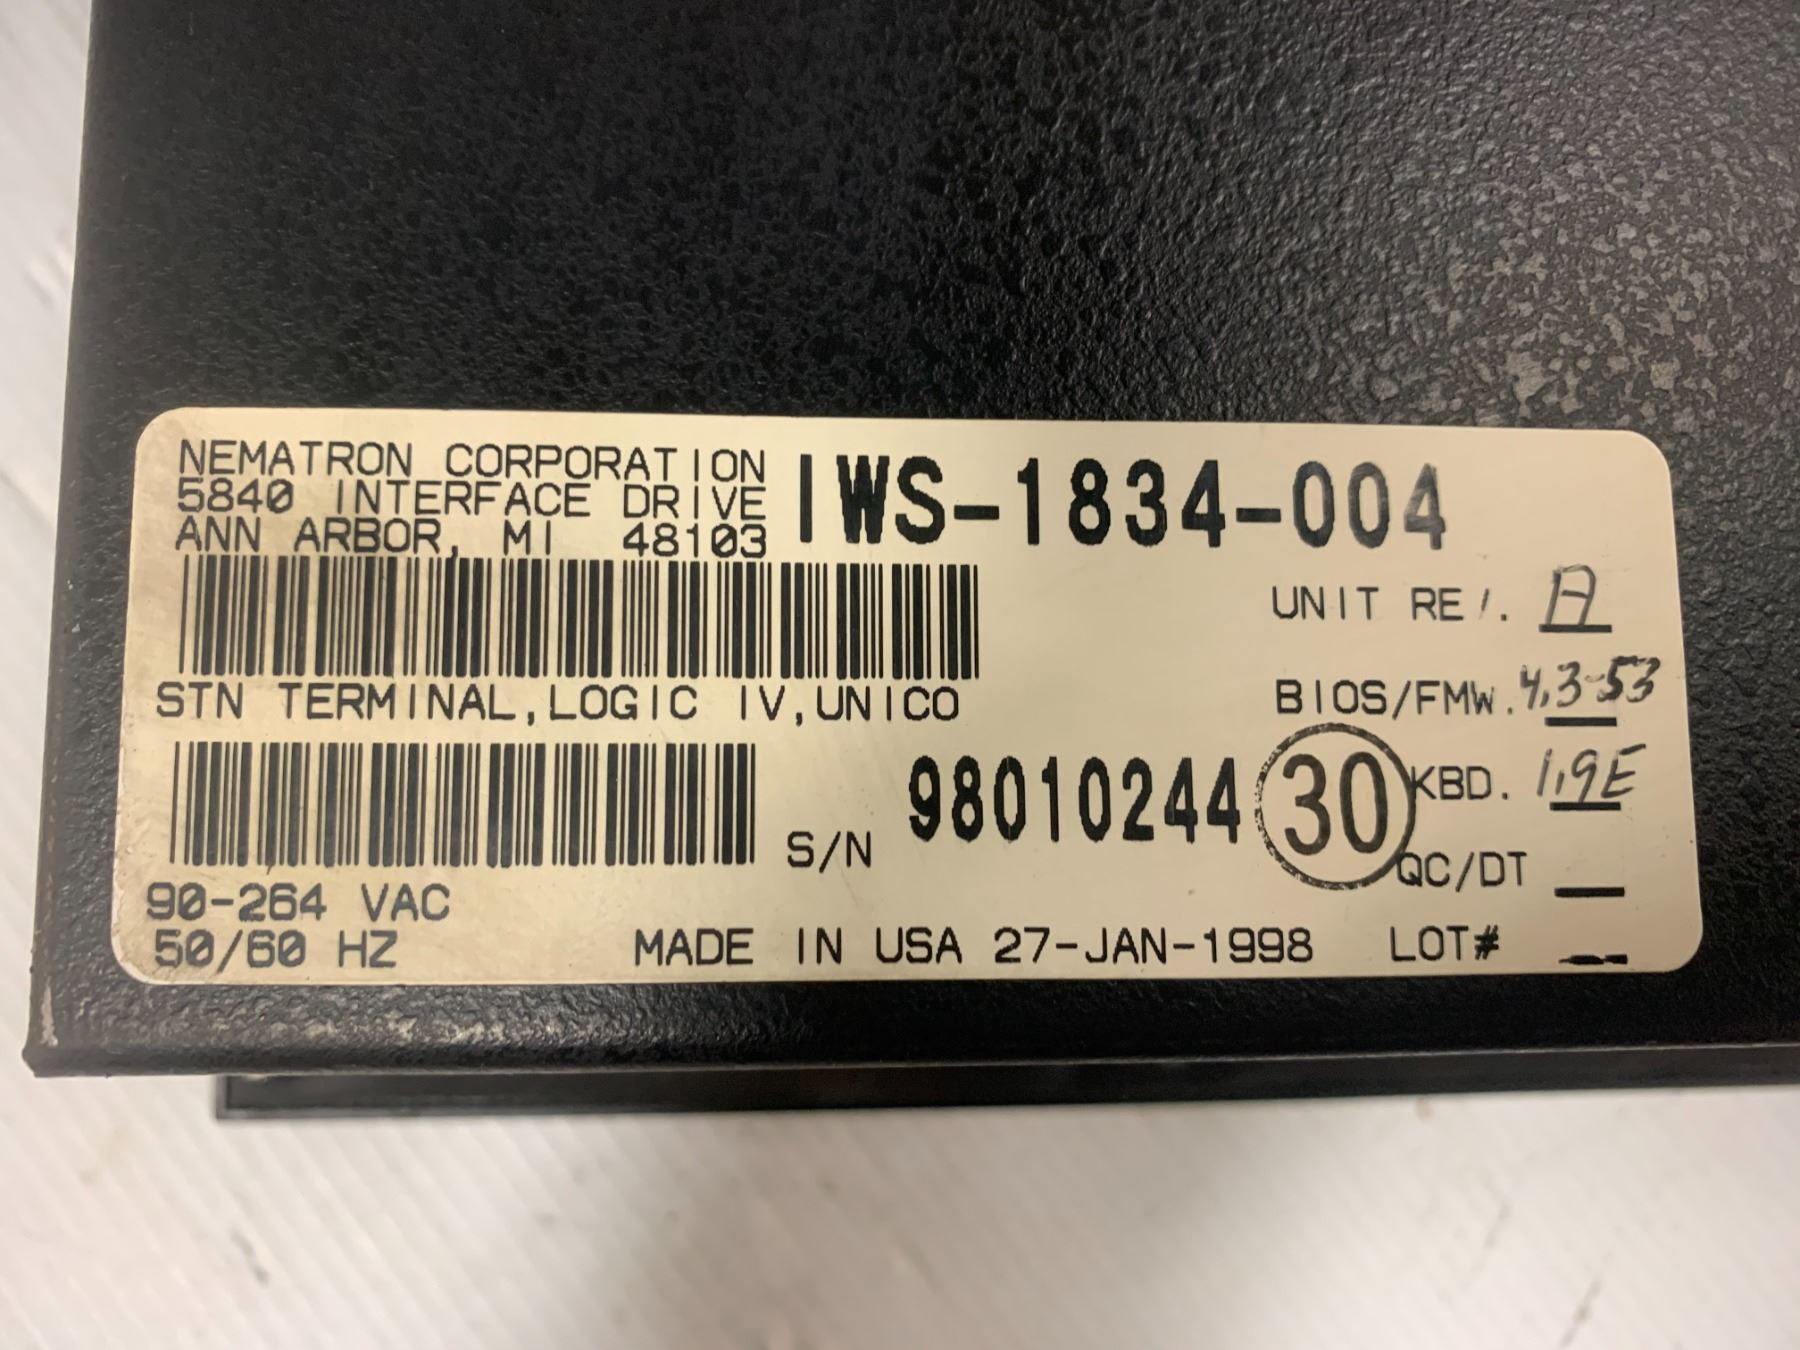 NEMATRON CORPORATION
5840 INTERFACE DRIVE
ANN ARBOR, MI 48103
IWS-1834-004
UNIT RE/. A
STN TERMINAL,LOGIC IV,UNICO
BIOS/FMW. 4.3-53
S/N 98010244
30
KBD. 1.9E
QC/DT
90-264 VAC
50/60 HZ
MADE IN USA 27-JAN-1998
LOT#